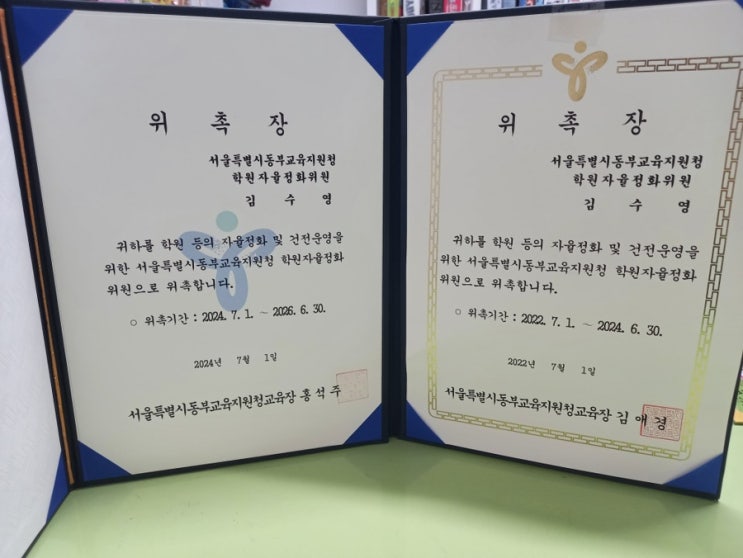 위 촉 장
서울특별시동부교육지원청
학원자율정화위원
김 수 영
귀하를 학원 등의 자율정화 및 건전운영을
위한 서울특별시동부교육지원청 학원자율정화
위원으로 위촉합니다.
○ 위촉기간 : 2024. 7. 1. ~ 2026. 6. 30.
2024년 7월 1일
서울특별시동부교육지원청교육장 홍 석 주
위 촉 장
서울특별시동부교육지원청
학원자율정화위원
김 수 영
귀하를 학원 등의 자율정화 및 건전운영을
위한 서울특별시동부교육지원청 학원자율정화
위원으로 위촉합니다.
○ 위촉기간 : 2022. 7. 1. ~ 2024. 6. 30.
2022년 7월 1일
서울특별시동부교육지원청교육장 김 애 경